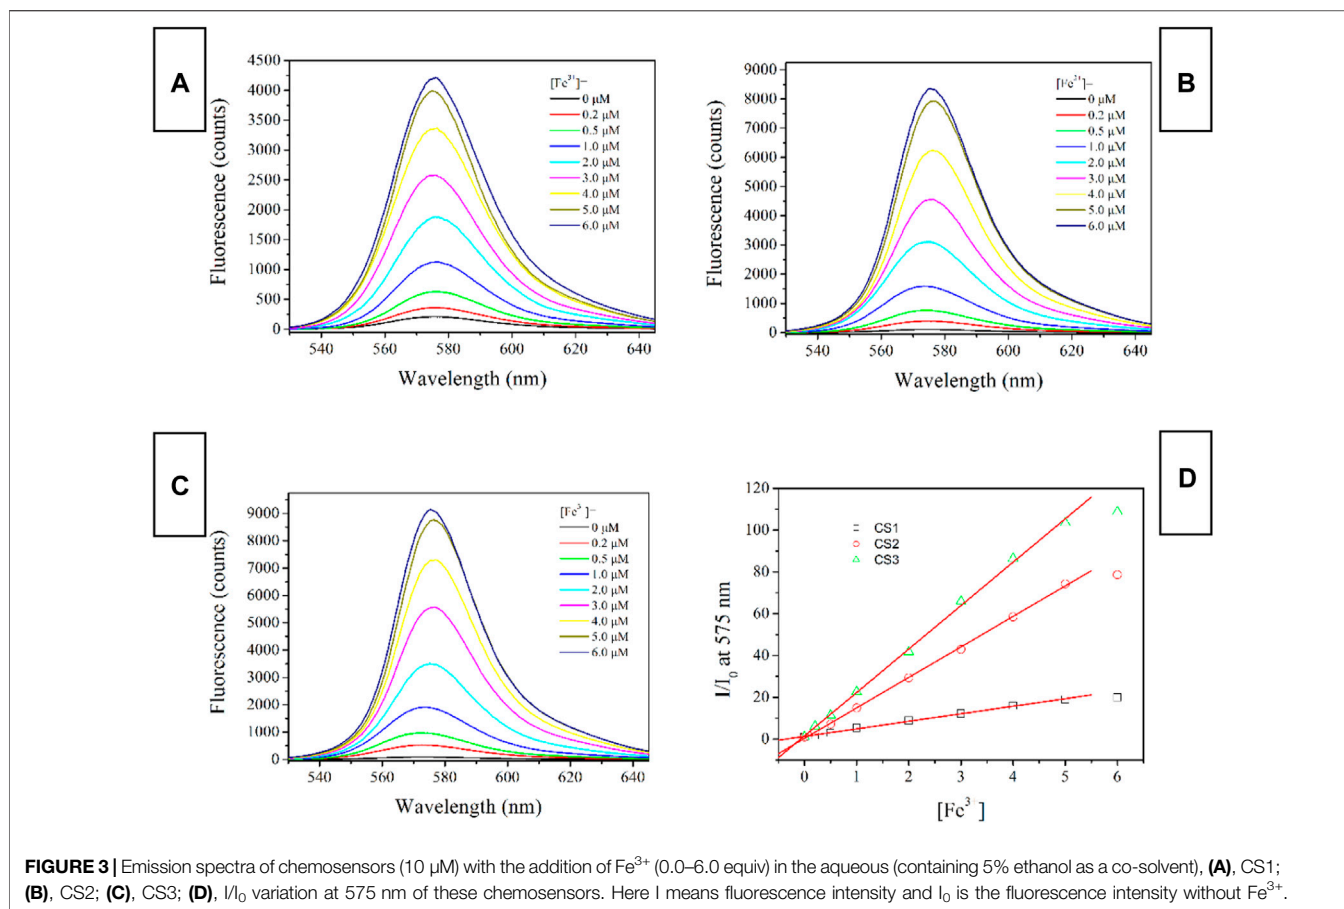 A
4500
4000
3500
3000
2500
2000
1500
1000
500
0
Fluorescence (counts)
[Fe³⁺]=
0 μM
0.2 μM
0.5 μM
1.0 μM
2.0 μM
3.0 μM
4.0 μM
5.0 μM
6.0 μM
540 560 580 600 620 640
Wavelength (nm)
B
9000
8000
7000
6000
5000
4000
3000
2000
1000
0
Fluorescence (counts)
[Fe³⁺]=
0 μM
0.2 μM
0.5 μM
1.0 μM
2.0 μM
3.0 μM
4.0 μM
5.0 μM
6.0 μM
540 560 580 600 620 640
Wavelength (nm)
C
9000
8000
7000
6000
5000
4000
3000
2000
1000
0
Fluorescence (counts)
[Fe³ ]=
0 μM
0.2 μM
0.5 μM
1.0 μM
2.0 μM
3.0 μM
4.0 μM
5.0 μM
6.0 μM
540 560 580 600 620 640
Wavelength (nm)
D
120
100
80
60
40
20
0
I/I₀ at 575 nm
CS1
CS2
CS3
0 1 2 3 4 5 6
[Fe³ ]
FIGURE 3 | Emission spectra of chemosensors (10 μM) with the addition of Fe³⁺ (0.0–6.0 equiv) in the aqueous (containing 5% ethanol as a co-solvent), (A), CS1;
(B), CS2; (C), CS3; (D), I/I₀ variation at 575 nm of these chemosensors. Here I means fluorescence intensity and I₀ is the fluorescence intensity without Fe³⁺.